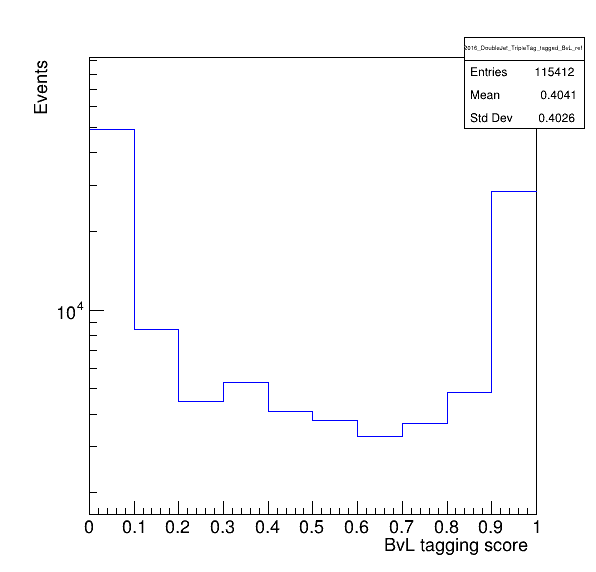 2016_DoubleJet_TripleTag_tagged_BvL_ref
Entries 115412
Mean 0.4041
Std Dev 0.4026
Events
10^4
0 0.1 0.2 0.3 0.4 0.5 0.6 0.7 0.8 0.9 1
BvL tagging score